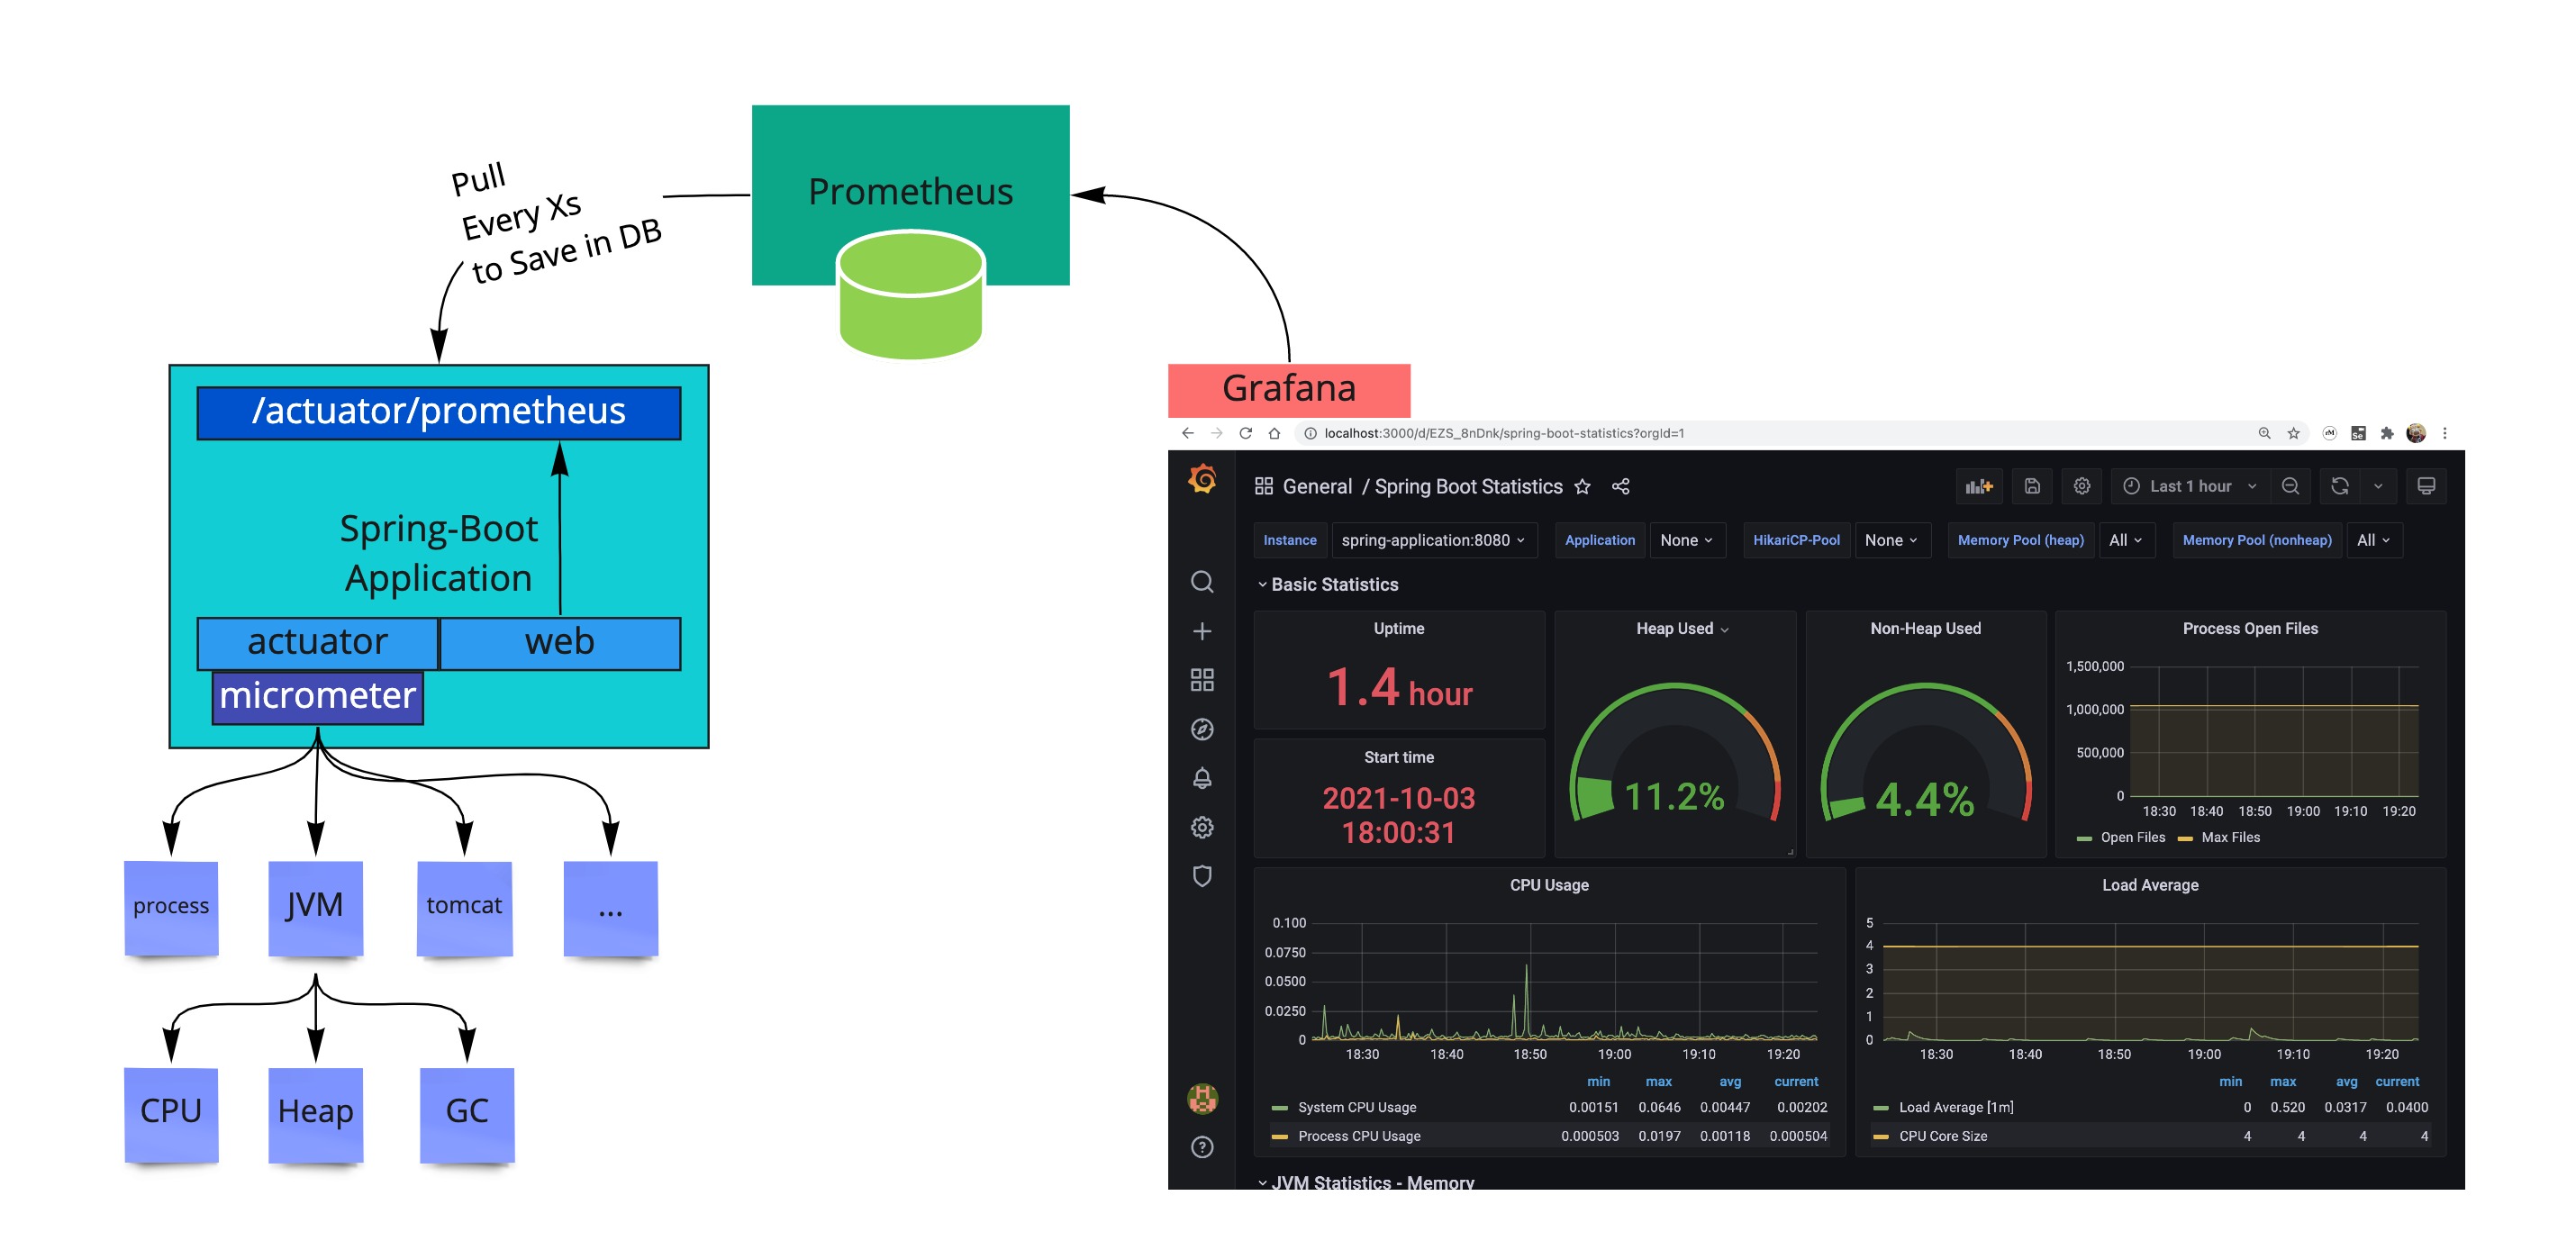 Pull
Every Xs
to Save in DB
Prometheus
/actuator/prometheus
Spring-Boot
Application
actuator
web
micrometer
process
JVM
tomcat
...
CPU
Heap
GC
Grafana
localhost:3000/d/EZS_8nDnk/spring-boot-statistics?orgId=1
General / Spring Boot Statistics
Last 1 hour
Instance spring-application:8080 Application None HikariCP-Pool None Memory Pool (heap) All Memory Pool (nonheap) All
Basic Statistics
Uptime
1.4 hour
Start time
2021-10-03
18:00:31
Heap Used
11.2%
Non-Heap Used
4.4%
Process Open Files
1,500,000
1,000,000
500,000
0
18:30 18:40 18:50 19:00 19:10 19:20
Open Files Max Files
CPU Usage
0.100
0.0750
0.0500
0.0250
0
18:30 18:40 18:50 19:00 19:10 19:20
min max avg current
System CPU Usage 0.00151 0.0646 0.00447 0.00202
Process CPU Usage 0.000503 0.0197 0.00118 0.000504
Load Average
5
4
3
2
1
0
18:30 18:40 18:50 19:00 19:10 19:20
min max avg current
Load Average [1m] 0 0.520 0.0317 0.0400
CPU Core Size 4 4 4 4
JVM Statistics - Memory